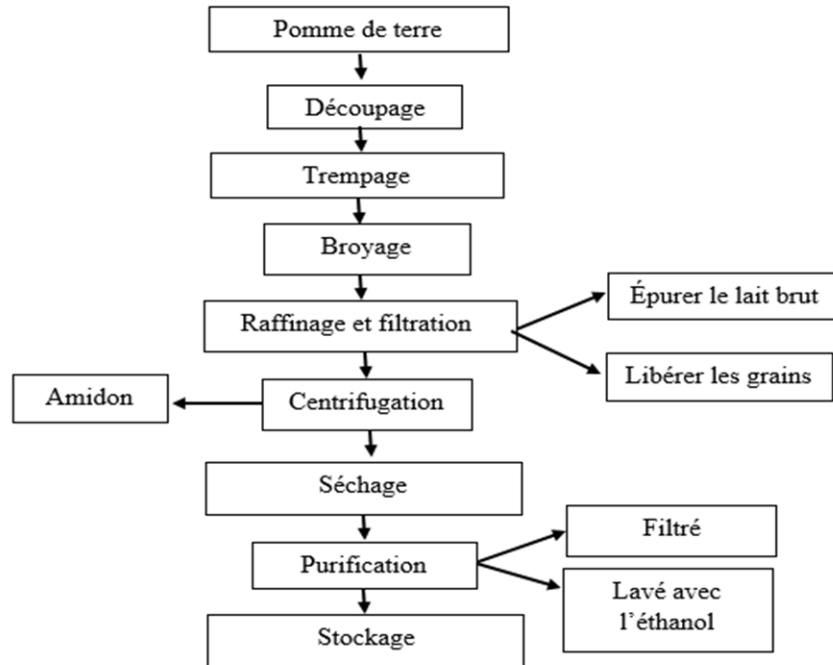 Pomme de terre
Découpage
Trempage
Broyage
Raffinage et filtration
Épurer le lait brut
Libérer les grains
Amidon
Centrifugation
Séchage
Purification
Filtré
Lavé avec
l’éthanol
Stockage